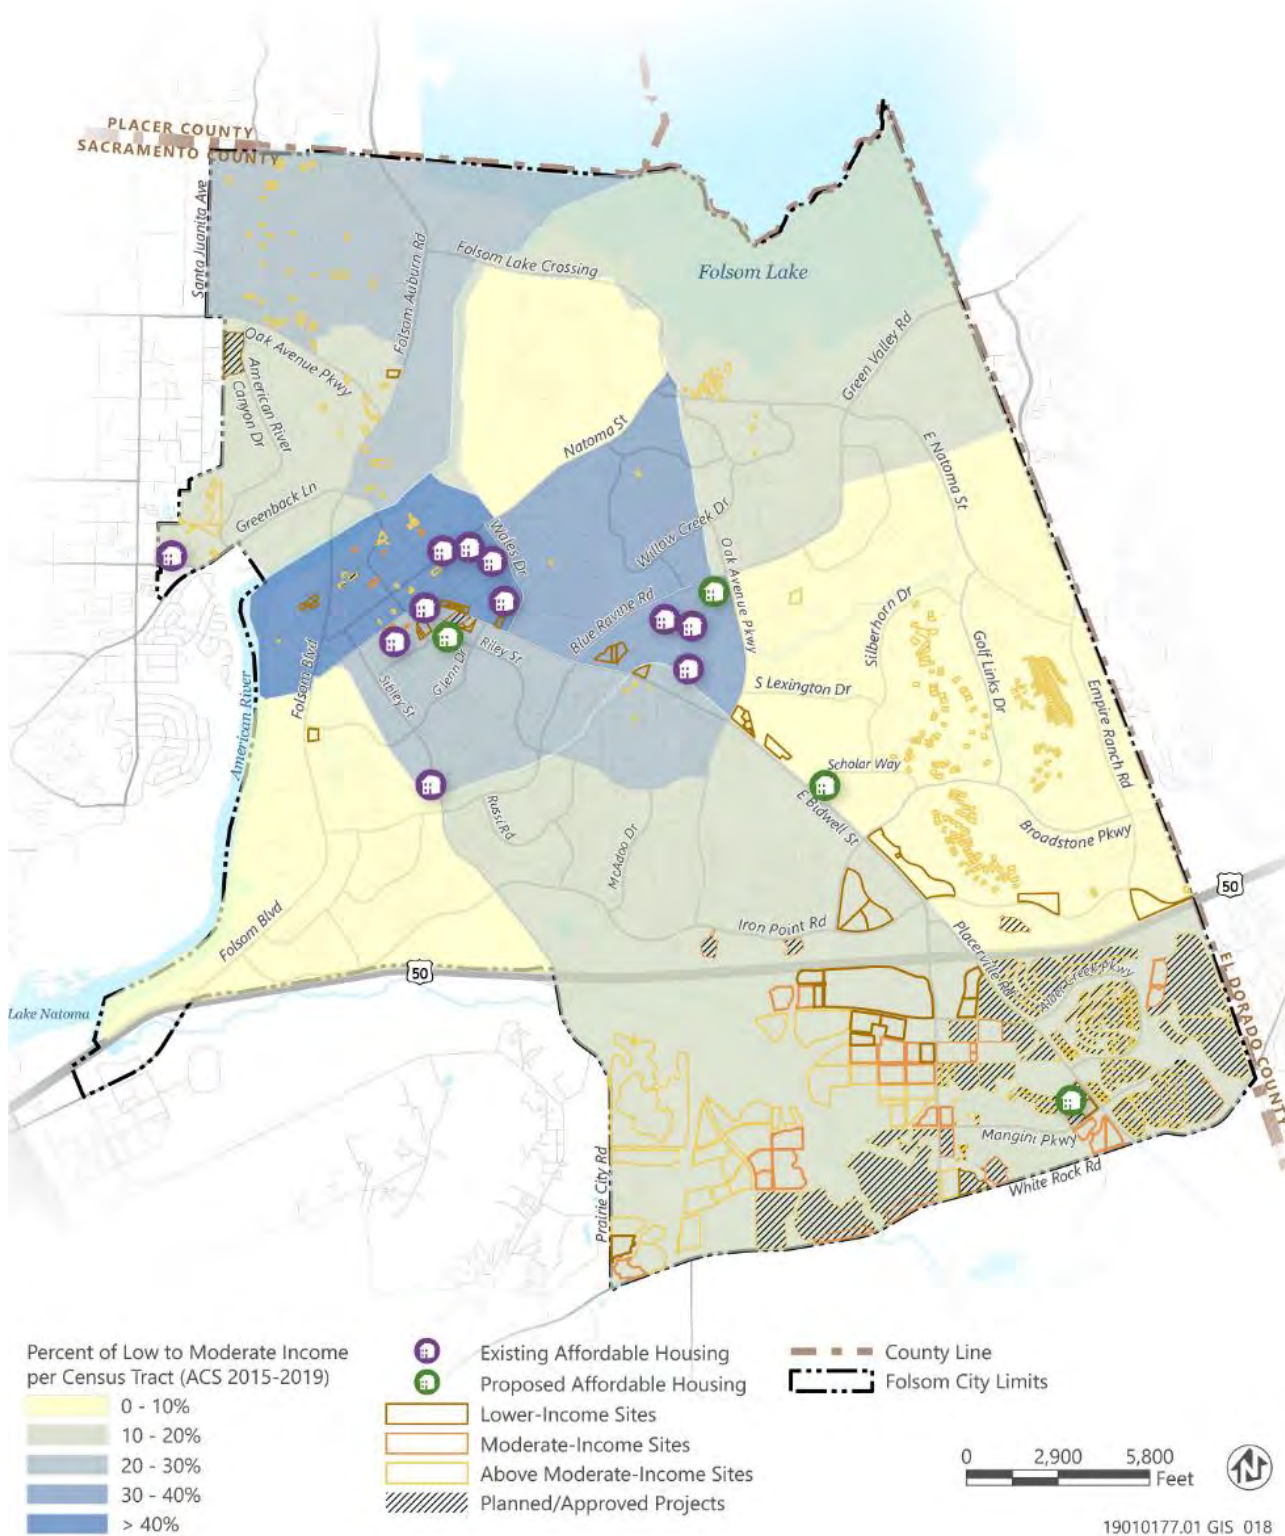 PLACER COUNTY
SACRAMENTO COUNTY
Santa Juanita Ave
Folsom Auburn Rd
Folsom Lake Crossing
Folsom Lake
Green Valley Rd
Oak Avenue Pkwy
American River
Canyon Dr
Natoma St
E Natoma St
Greenback Ln
Wales Dr
Willow Creek Dr
Oak Avenue Pkwy
Blue Ravine Rd
Silberhorn Dr
Golf Links Dr
Empire Ranch Rd
Folsom Blvd
Riley St
Glenn Dr
Sibley St
S Lexington Dr
American River
Scholar Way
E Bidwell St
Russi Rd
McAdoo Dr
Broadstone Pkwy
50
Folsom Blvd
Iron Point Rd
Placerville Rd
Alder Creek Pkwy
50
EL DORADO COUNTY
Lake Natoma
Mangini Pkwy
White Rock Rd
Prairie City Rd
Percent of Low to Moderate Income
per Census Tract (ACS 2015-2019)
0 - 10%
10 - 20%
20 - 30%
30 - 40%
> 40%
Existing Affordable Housing
Proposed Affordable Housing
Lower-Income Sites
Moderate-Income Sites
Above Moderate-Income Sites
Planned/Approved Projects
County Line
Folsom City Limits
0 2,900 5,800
Feet
N
19010177.01 GIS 018